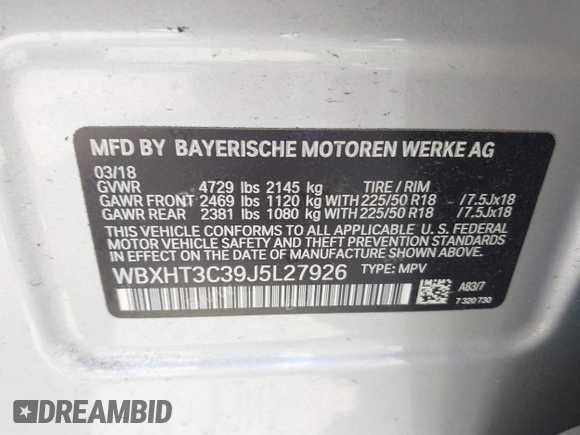 MFD BY BAYERISCHE MOTOREN WERKE AG
03/18
GVWR 4729 lbs 2145 kg TIRE / RIM
GAWR FRONT 2469 lbs 1120 kg WITH 225/50 R18 /7.5Jx18
GAWR REAR 2381 lbs 1080 kg WITH 225/50 R18 /7.5Jx18
THIS VEHICLE CONFORMS TO ALL APPLICABLE U. S. FEDERAL
MOTOR VEHICLE SAFETY, BUMPER, AND THEFT PREVENTION
STANDARDS IN EFFECT ON THE DATE OF MANUFACTURE SHOWN
ABOVE.
WBXHT3C39J5L27926 TYPE: MPV
A83/7
7 320 730
DREAMBID